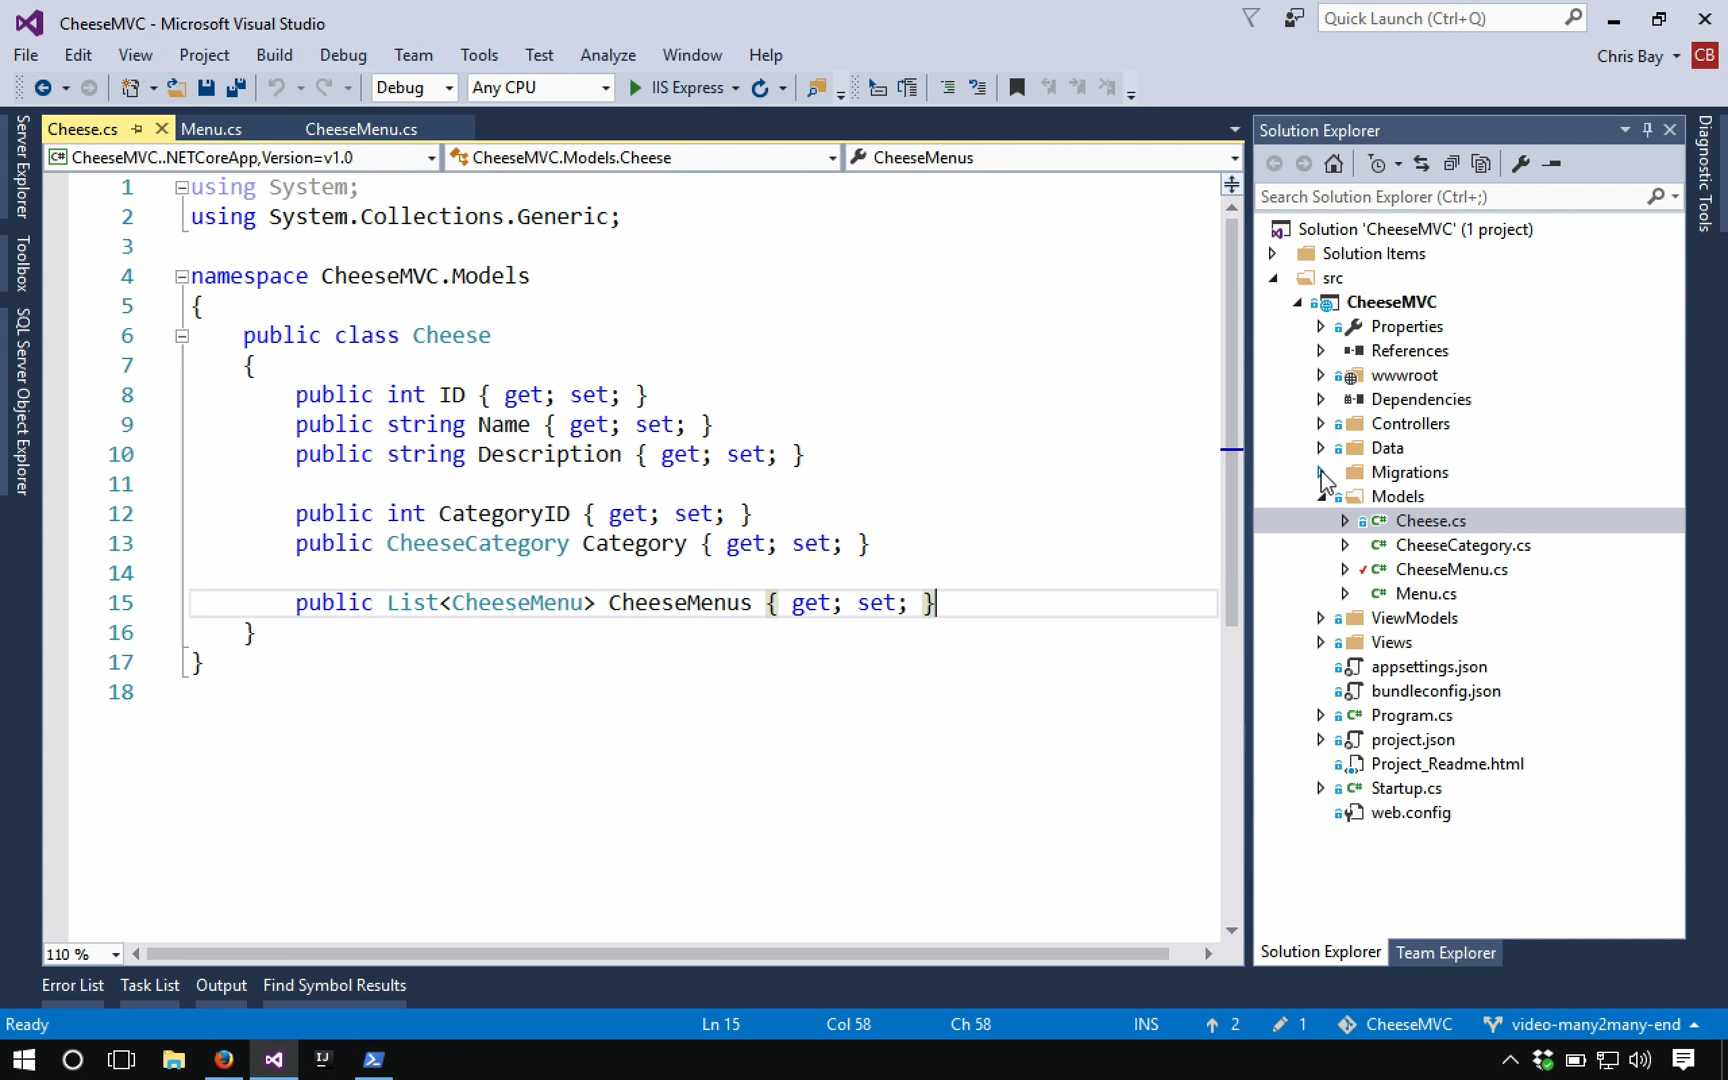 CheeseMVC - Microsoft Visual Studio
Quick Launch (Ctrl+Q)
File Edit View Project Build Debug Team Tools Test Analyze Window Help
Chris Bay CB
Debug Any CPU IIS Express
Cheese.cs Menu.cs CheeseMenu.cs
CheeseMVC..NETCoreApp,Version=v1.0 CheeseMVC.Models.Cheese CheeseMenus
Server Explorer
Toolbox
SQL Server Object Explorer
1 using System;
2 using System.Collections.Generic;
3
4 namespace CheeseMVC.Models
5 {
6 public class Cheese
7 {
8 public int ID { get; set; }
9 public string Name { get; set; }
10 public string Description { get; set; }
11
12 public int CategoryID { get; set; }
13 public CheeseCategory Category { get; set; }
14
15 public List<CheeseMenu> CheeseMenus { get; set; }
16 }
17 }
18
110 %
Solution Explorer
Search Solution Explorer (Ctrl+;)
Solution 'CheeseMVC' (1 project)
Solution Items
src
CheeseMVC
Properties
References
wwwroot
Dependencies
Controllers
Data
Migrations
Models
C# Cheese.cs
C# CheeseCategory.cs
C# CheeseMenu.cs
C# Menu.cs
ViewModels
Views
appsettings.json
bundleconfig.json
C# Program.cs
project.json
Project_Readme.html
C# Startup.cs
web.config
Solution Explorer Team Explorer
Diagnostic Tools
Error List Task List Output Find Symbol Results
Ready Ln 15 Col 58 Ch 58 INS 2 1 CheeseMVC video-many2many-end
IJ